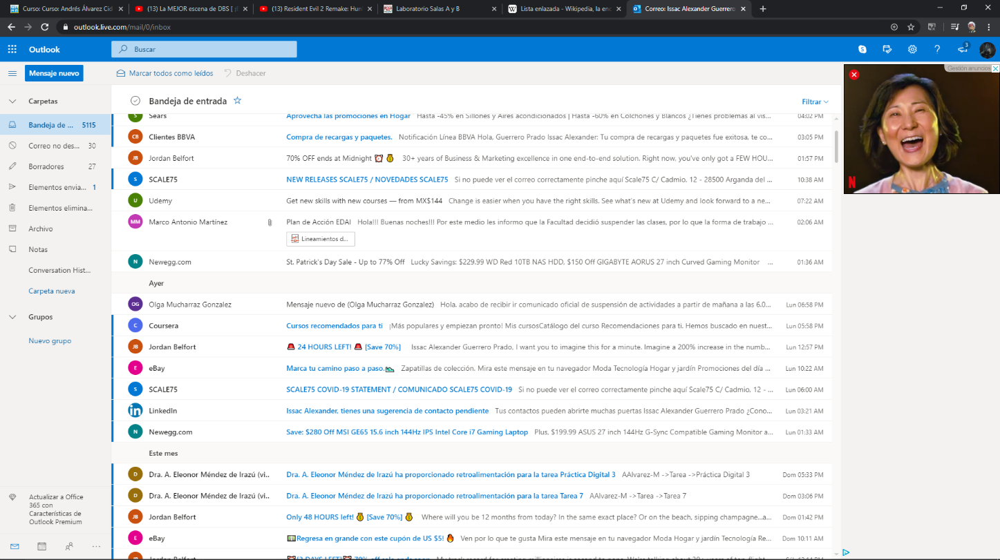 Curso: Curso: Andrés Álvarez Cid
(13) La MEJOR escena de DBS [
(13) Resident Evil 2 Remake: Hun
Laboratorio Salas A y B
Lista enlazada - Wikipedia, la enc
Correo: Issac Alexander Guerrero
outlook.live.com/mail/0/inbox
Outlook
Buscar
3
Mensaje nuevo
Marcar todos como leídos
Deshacer
Gestión anuncios
Carpetas
Bandeja de entrada
Filtrar
Bandeja de ... 5115
Correo no des... 30
Borradores 27
Elementos envia... 1
Elementos elimina...
Archivo
Notas
Conversation Hist...
Carpeta nueva
Grupos
Nuevo grupo
Actualizar a Office
365 con
Características de
Outlook Premium
S Sears Aprovecha las promociones en Hogar Hasta -45% en Sillones y Aires acondicionados | Hasta -60% en Colchones y Blancos ¿Tienes problemas al vis... 04:02 PM
CB Clientes BBVA Compra de recargas y paquetes. Notificación Línea BBVA Hola, Guerrero Prado Issac Alexander: Tu compra de recargas y paquetes fue exitosa, te co... 03:05 PM
JB Jordan Belfort 70% OFF ends at Midnight ⏰ 💰 30+ years of Business & Marketing excellence in one end-to-end solution. Right now, you've only got a FEW HOU... 01:57 PM
S SCALE75 NEW RELEASES SCALE75 / NOVEDADES SCALE75 Si no puede ver el correo correctamente pinche aquí Scale75 C/ Cadmio, 12 - 28500 Arganda del ... 10:38 AM
U Udemy Get new skills with new courses — from MX$144 Change is easier when you have the right skills. See what's new at Udemy and look forward to a ne... 07:22 AM
MM Marco Antonio Martínez Plan de Acción EDAI Hola!!! Buenas noches!!! Por este medio les informo que la Facultad decidió suspender las clases, por lo que la forma de trabajo ... 02:06 AM
Lineamientos d...
N Newegg.com St. Patrick's Day Sale - Up to 77% Off Lucky Savings: $229.99 WD Red 10TB NAS HDD, $150 Off GIGABYTE AORUS 27 inch Curved Gaming Monitor ... 01:36 AM
Ayer
OG Olga Mucharraz Gonzalez Mensaje nuevo de (Olga Mucharraz Gonzalez) Hola. acabo de recibir ir comunicado oficial de suspensión de actividades a partir de mañana a las 6.0... Lun 06:58 PM
C Coursera Cursos recomendados para ti ¡Más populares y empiezan pronto! Mis cursosCatálogo del curso Recomendaciones para ti. Hemos buscado en nuest... Lun 05:58 PM
JB Jordan Belfort 🚨 24 HOURS LEFT! 🚨 [Save 70%] Issac Alexander Guerrero Prado, I want you to imagine this for a minute. Imagine a 200% increase in the numb... Lun 12:57 PM
E eBay Marca tu camino paso a paso.👟 Zapatillas de colección. Mira este mensaje en tu navegador Moda Tecnología Hogar y jardín Promociones del día ... Lun 10:22 AM
S SCALE75 SCALE75 COVID-19 STATEMENT / COMUNICADO SCALE75 COVID-19 Si no puede ver el correo correctamente pinche aquí Scale75 C/ Cadmio, 12 - ... Lun 06:00 AM
in LinkedIn Issac Alexander, tienes una sugerencia de contacto pendiente Tus contactos pueden abrirte muchas puertas Issac Alexander Guerrero Prado ¿Cono... Lun 03:21 AM
N Newegg.com Save: $280 Off MSI GE65 15.6 inch 144Hz IPS Intel Core i7 Gaming Laptop Plus, $199.99 ASUS 27 inch 144Hz G-Sync Compatible Gaming Monitor a... Lun 01:33 AM
Este mes
D Dra. A. Eleonor Méndez de Irazú (vi.. Dra. A. Eleonor Méndez de Irazú ha proporcionado retroalimentación para la tarea Práctica Digital 3 AAlvarez-M ->Tarea ->Práctica Digital 3 Dom 05:33 PM
D Dra. A. Eleonor Méndez de Irazú (vi.. Dra. A. Eleonor Méndez de Irazú ha proporcionado retroalimentación para la tarea Tarea 7 AAlvarez-M ->Tarea ->Tarea 7 Dom 03:06 PM
JB Jordan Belfort Only 48 HOURS left! 💰 [Save 70%] 💰 Where will you be 12 months from today? In the same exact place? Or on the beach, sipping champagne...a... Dom 01:42 PM
E eBay 💵Regresa en grande con este cupón de US $5! 🔥 Ven por lo que te gusta Mira este mensaje en tu navegador Moda Hogar y jardín Tecnología Re... Dom 10:11 AM
N